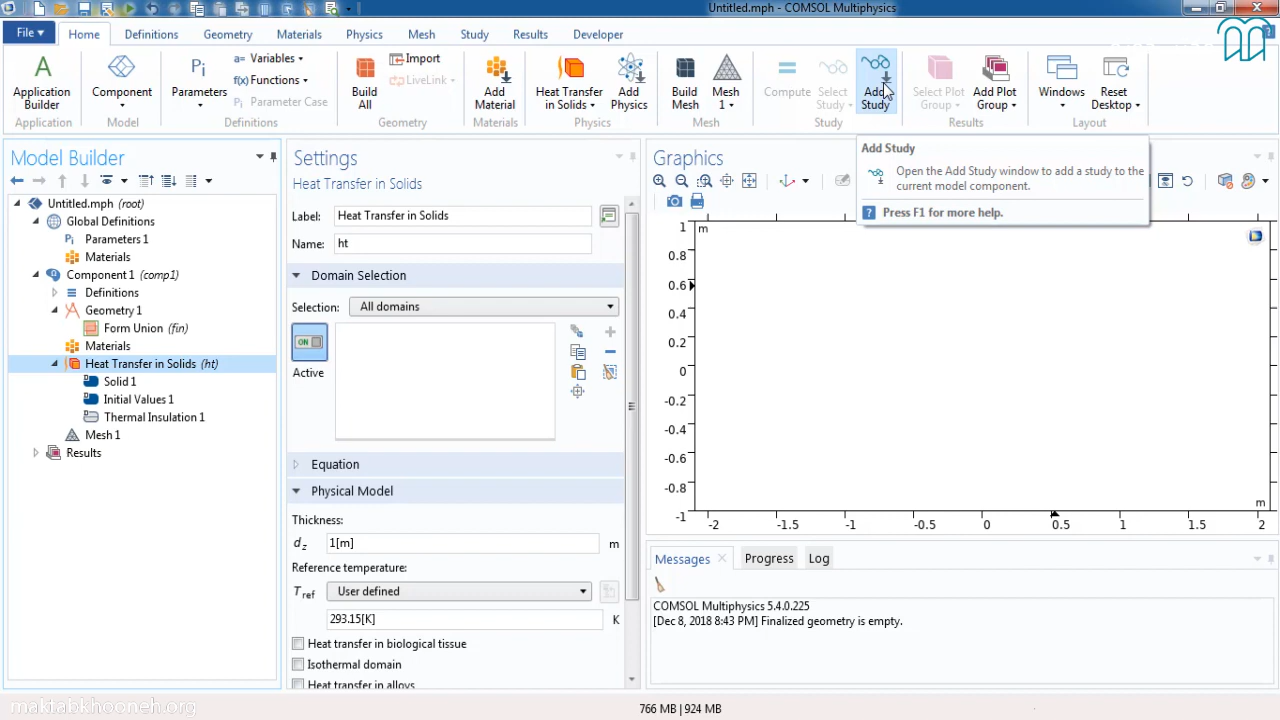 Untitled.mph - COMSOL Multiphysics
File Home Definitions Geometry Materials Physics Mesh Study Results Developer
Application Builder
Component
Parameters
a= Variables
f(x) Functions
Pi Parameter Case
Build All
Import
LiveLink
Add Material
Heat Transfer in Solids
Add Physics
Build Mesh
Mesh 1
Compute
Select Study
Add Study
Select Plot Group
Add Plot Group
Windows
Reset Desktop
Application Model Definitions Geometry Materials Physics Mesh Study Results Layout
Add Study
Open the Add Study window to add a study to the
current model component.
Press F1 for more help.
Model Builder
Untitled.mph (root)
Global Definitions
Pi Parameters 1
Materials
Component 1 (comp1)
Definitions
Geometry 1
Form Union (fin)
Materials
Heat Transfer in Solids (ht)
Solid 1
Initial Values 1
Thermal Insulation 1
Mesh 1
Results
Settings
Heat Transfer in Solids
Label: Heat Transfer in Solids
Name: ht
Domain Selection
Selection: All domains
ON
Active
Equation
Physical Model
Thickness:
dz 1[m] m
Reference temperature:
Tref User defined
293.15[K] K
Heat transfer in biological tissue
Isothermal domain
Heat transfer in alloys
Graphics
1 m
0.8
0.6
0.4
0.2
0
-0.2
-0.4
-0.6
-0.8
-1
m
-2 -1.5 -1 -0.5 0 0.5 1 1.5 2
Messages Progress Log
COMSOL Multiphysics 5.4.0.225
[Dec 8, 2018 8:43 PM] Finalized geometry is empty.
maktabkhooneh.org
766 MB | 924 MB